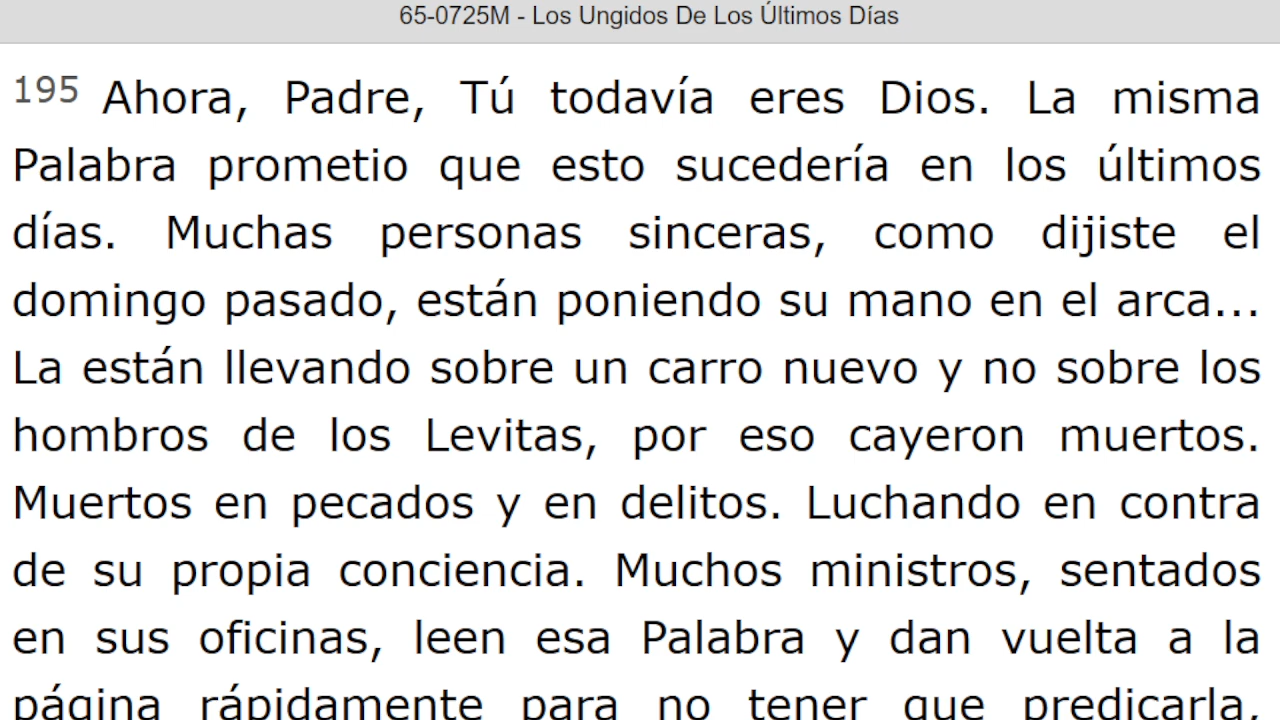 65-0725M - Los Ungidos De Los Últimos Días
195 Ahora, Padre, Tú todavía eres Dios. La misma
Palabra prometio que esto sucedería en los últimos
días. Muchas personas sinceras, como dijiste el
domingo pasado, están poniendo su mano en el arca...
La están llevando sobre un carro nuevo y no sobre los
hombros de los Levitas, por eso cayeron muertos.
Muertos en pecados y en delitos. Luchando en contra
de su propia conciencia. Muchos ministros, sentados
en sus oficinas, leen esa Palabra y dan vuelta a la
página rápidamente para no tener que predicarla,